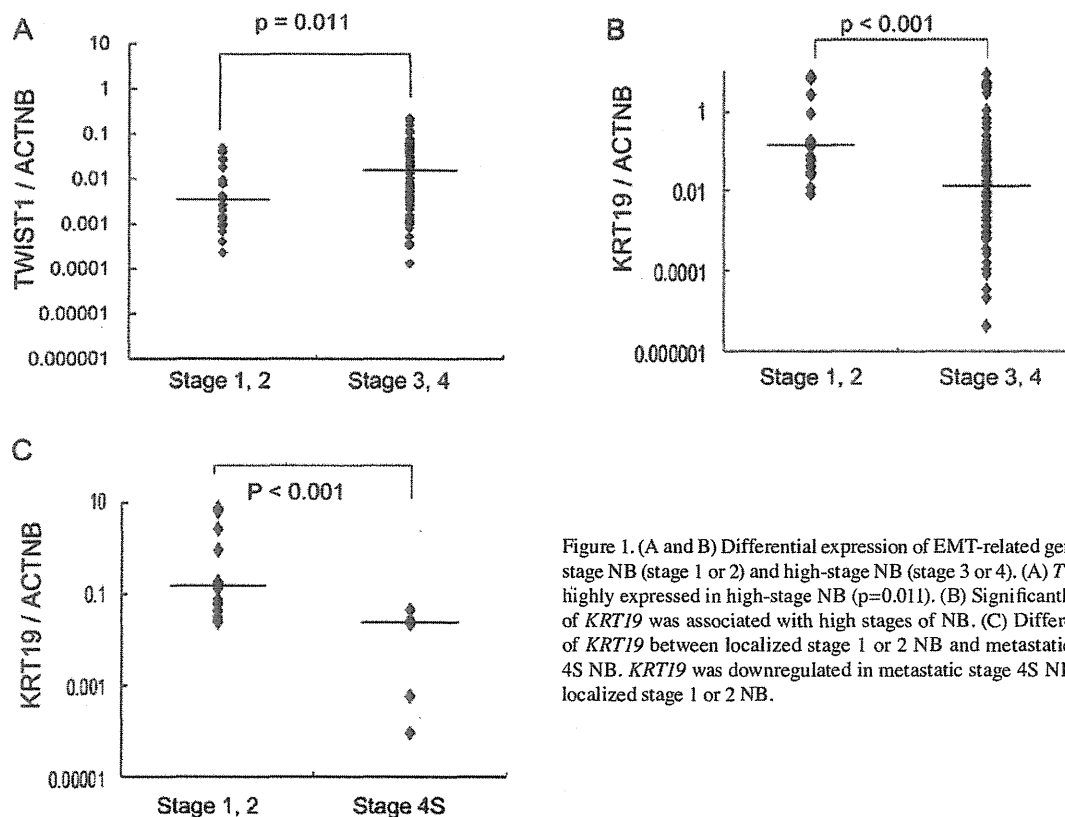 A
p = 0.011
10
1
0.1
0.01
0.001
0.0001
0.00001
0.000001
TWIST1 / ACTNB
Stage 1, 2
Stage 3, 4
B
p < 0.001
1
0.01
0.0001
0.000001
KRT19 / ACTNB
Stage 1, 2
Stage 3, 4
C
P < 0.001
10
0.1
0.001
0.00001
KRT19 / ACTNB
Stage 1, 2
Stage 4S
Figure 1. (A and B) Differential expression of EMT-related
stage NB (stage 1 or 2) and high-stage NB (stage 3 or 4). (A)
highly expressed in high-stage NB (p=0.011). (B) Significantly
of KRT19 was associated with high stages of NB. (C)
of KRT19 between localized stage 1 or 2 NB and metastatic
4S NB. KRT19 was downregulated in metastatic stage 4S
localized stage 1 or 2 NB.